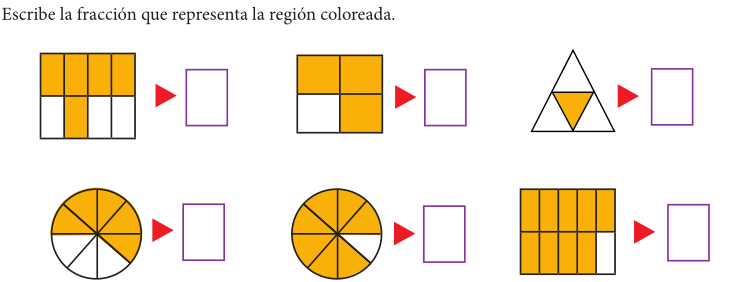 Escribe la fracción que representa la región coloreada.